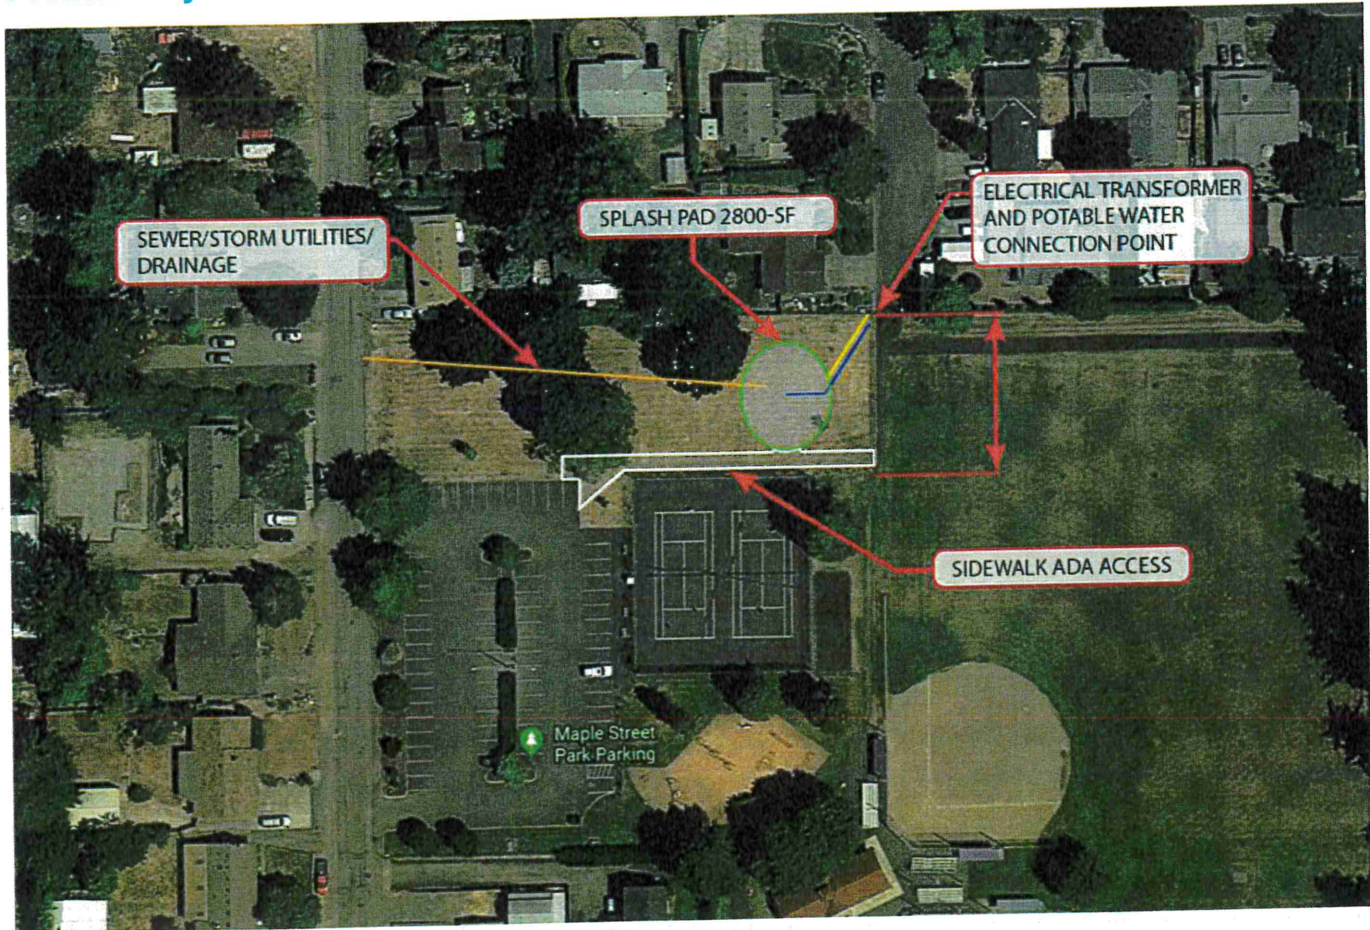 SPLASH PAD 2800-SF
ELECTRICAL TRANSFORMER
AND POTABLE WATER
CONNECTION POINT
SEWER/STORM UTILITIES/
DRAINAGE
SIDEWALK ADA ACCESS
Maple Street
Park Parking